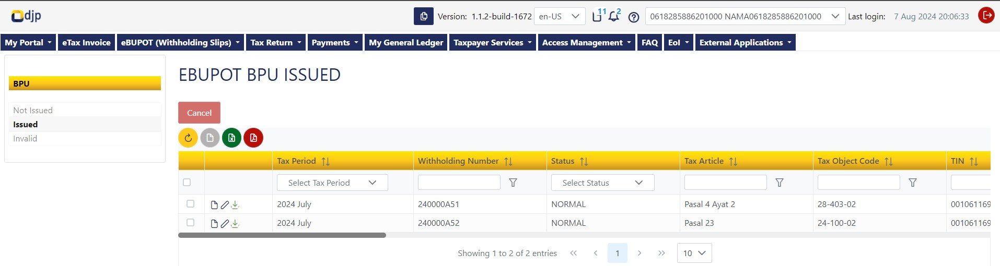 djp
Version: 1.1.2-build-1672 en-US 11 2 0618285886201000 NAMA0618285886201000 Last login: 7 Aug 2024 20:06:33
My Portal eTax Invoice eBUPOT (Withholding Slips) Tax Return Payments My General Ledger Taxpayer Services Access Management FAQ EoI External Applications
BPU
Not Issued
Issued
Invalid
EBUPOT BPU ISSUED
Cancel
Tax Period Withholding Number Status Tax Article Tax Object Code TIN
Select Tax Period Select Status
2024 July 240000A51 NORMAL Pasal 4 Ayat 2 28-403-02 001061169
2024 July 240000A52 NORMAL Pasal 23 24-100-02 001061169
Showing 1 to 2 of 2 entries 1 10